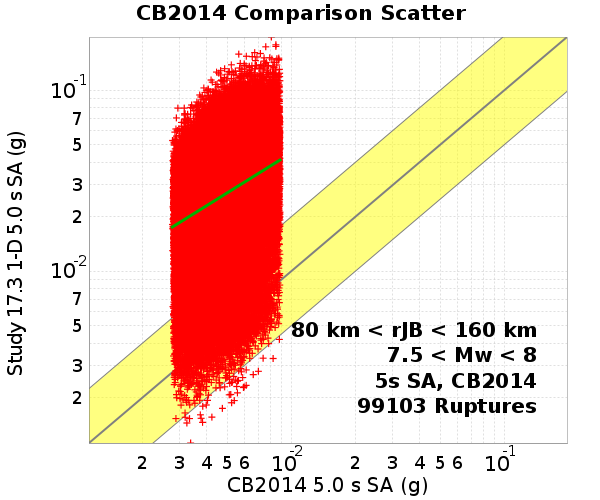 CB2014 Comparison Scatter
Study 17.3 1-D 5.0 s SA (g)
10-1
7
5
3
2
10-2
7
5
3
2
80 km < rJB < 160 km
7.5 < Mw < 8
5s SA, CB2014
99103 Ruptures
2 3 4 5 6 10-2 2 3 4 5 6 10-1
CB2014 5.0 s SA (g)